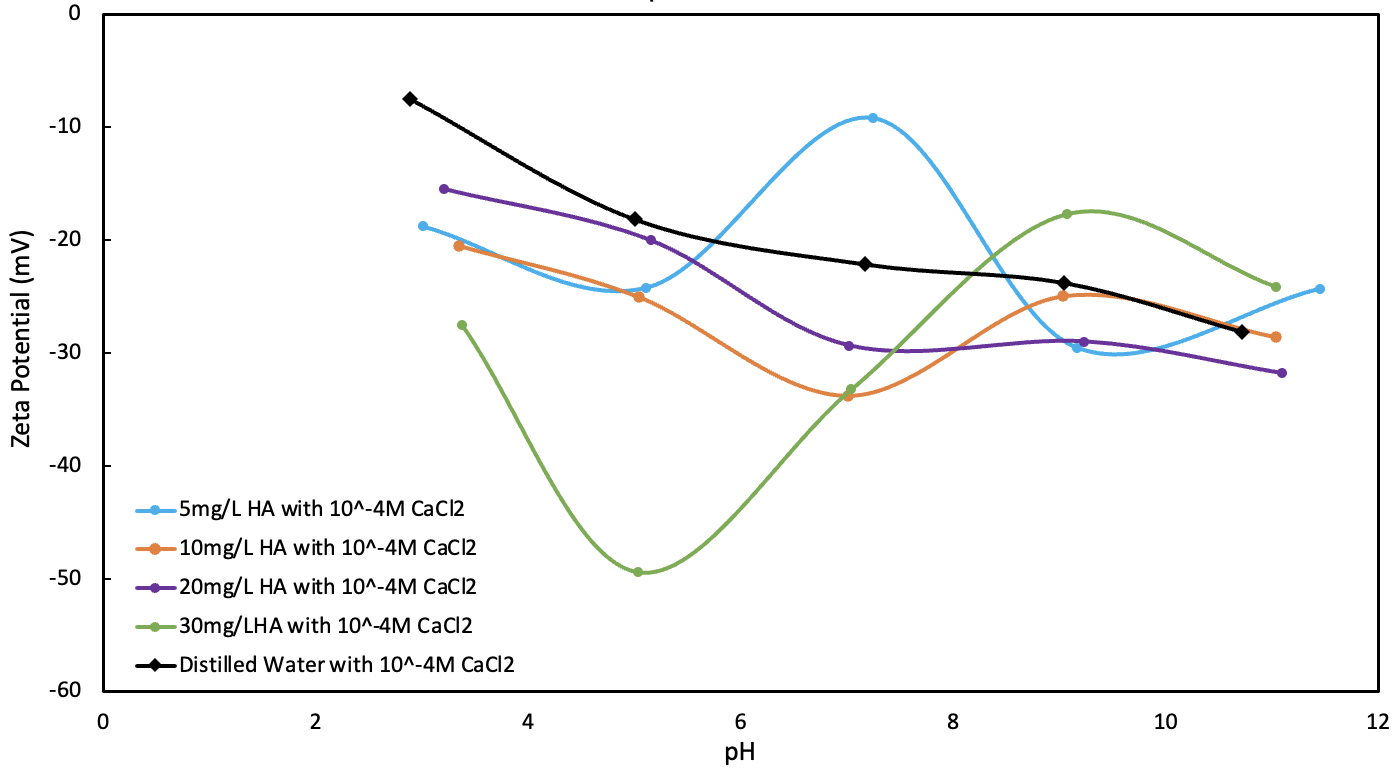 0
-10
-20
-30
-40
-50
-60
Zeta Potential (mV)
5mg/L HA with 10^-4M CaCl2
10mg/L HA with 10^-4M CaCl2
20mg/L HA with 10^-4M CaCl2
30mg/LHA with 10^-4M CaCl2
Distilled Water with 10^-4M CaCl2
0 2 4 6 8 10 12
pH